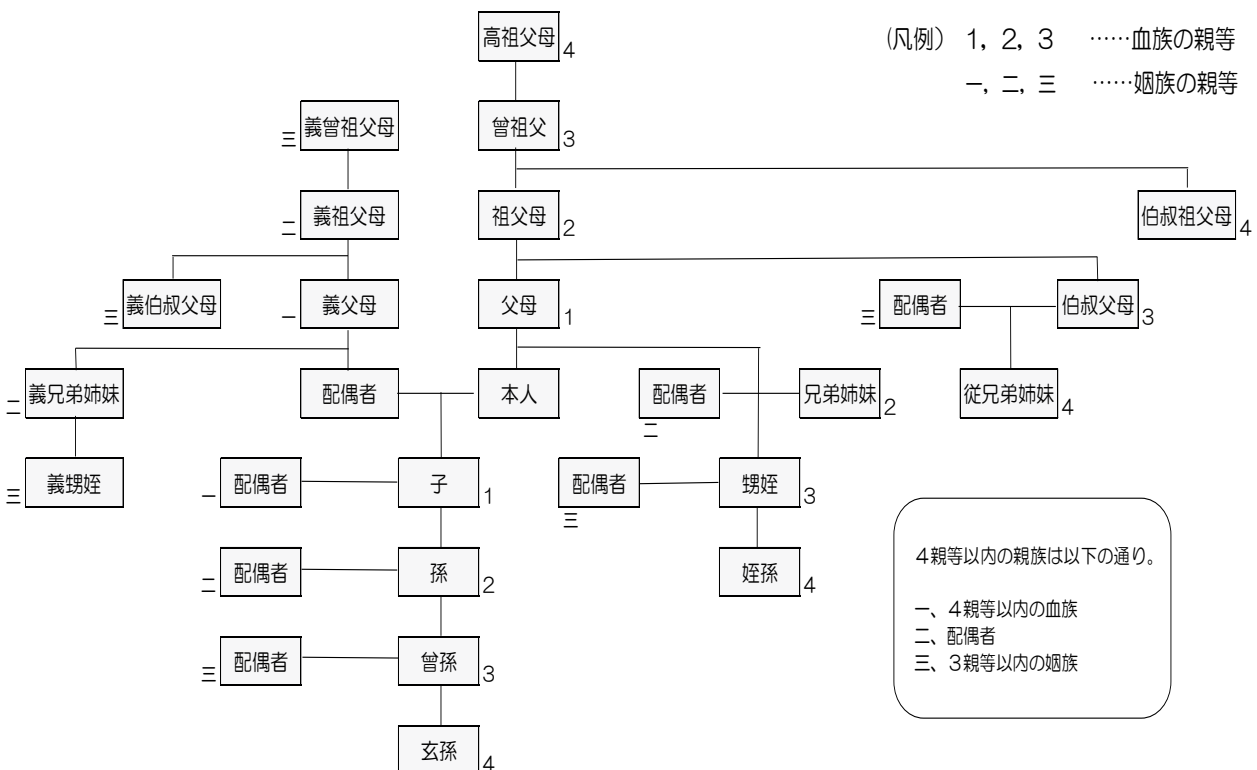 高祖父母 4
(凡例) 1, 2, 3 ……血族の親等
一, 二, 三 ……姻族の親等
三 義曾祖父母
曾祖父 3
二 義祖父母
祖父母 2
伯叔祖父母 4
三 義伯叔父母
一 義父母
父母 1
三 配偶者
伯叔父母 3
二 義兄弟姉妹
配偶者
本人
配偶者 二
兄弟姉妹 2
従兄弟姉妹 4
三 義甥姪
一 配偶者
子 1
配偶者 三
甥姪 3
二 配偶者
孫 2
姪孫 4
三 配偶者
曾孫 3
玄孫 4
4親等以内の親族は以下の通り。
一、4親等以内の血族
二、配偶者
三、3親等以内の姻族